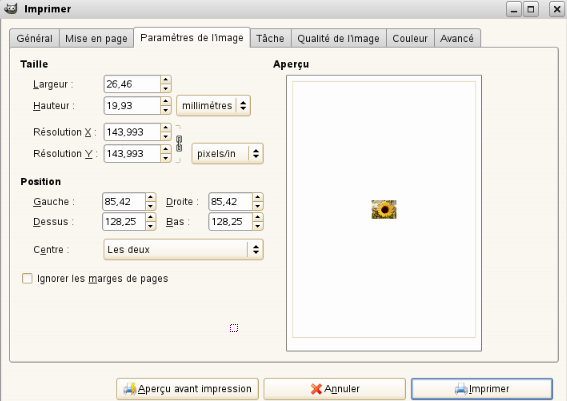 Imprimer
Général Mise en page Paramètres de l'image Tâche Qualité de l'image Couleur Avancé
Taille
Largeur : 26,46
Hauteur : 19,93 millimètres
Résolution X : 143,993
Résolution Y : 143,993 pixels/in
Position
Gauche : 85,42 Droite : 85,42
Dessus : 128,25 Bas : 128,25
Centre : Les deux
Ignorer les marges de pages
Aperçu
Aperçu avant impression Annuler Imprimer